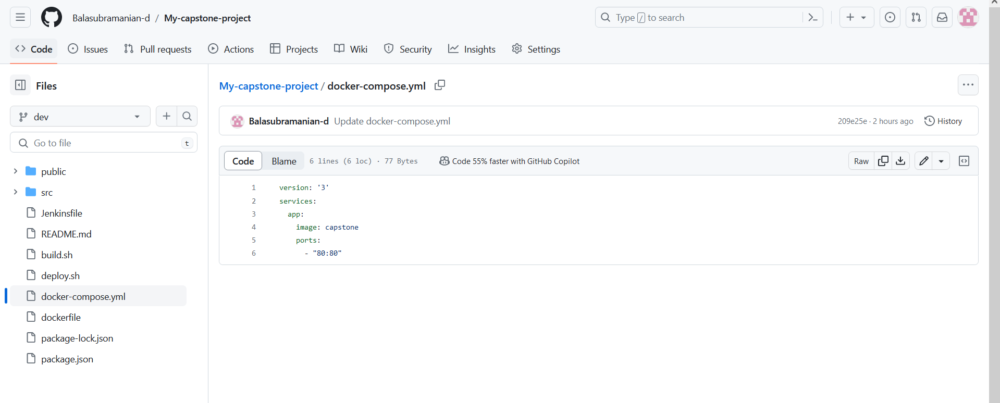 Balasubramanian-d / My-capstone-project
Type / to search
Code
Issues
Pull requests
Actions
Projects
Wiki
Security
Insights
Settings
Files
dev
Go to file
t
public
src
Jenkinsfile
README.md
build.sh
deploy.sh
docker-compose.yml
dockerfile
package-lock.json
package.json
My-capstone-project / docker-compose.yml
Balasubramanian-d Update docker-compose.yml
209e25e · 2 hours ago
History
Code
Blame
6 lines (6 loc) · 77 Bytes
Code 55% faster with GitHub Copilot
Raw
1 version: '3'
2 services:
3 app:
4 image: capstone
5 ports:
6 - "80:80"